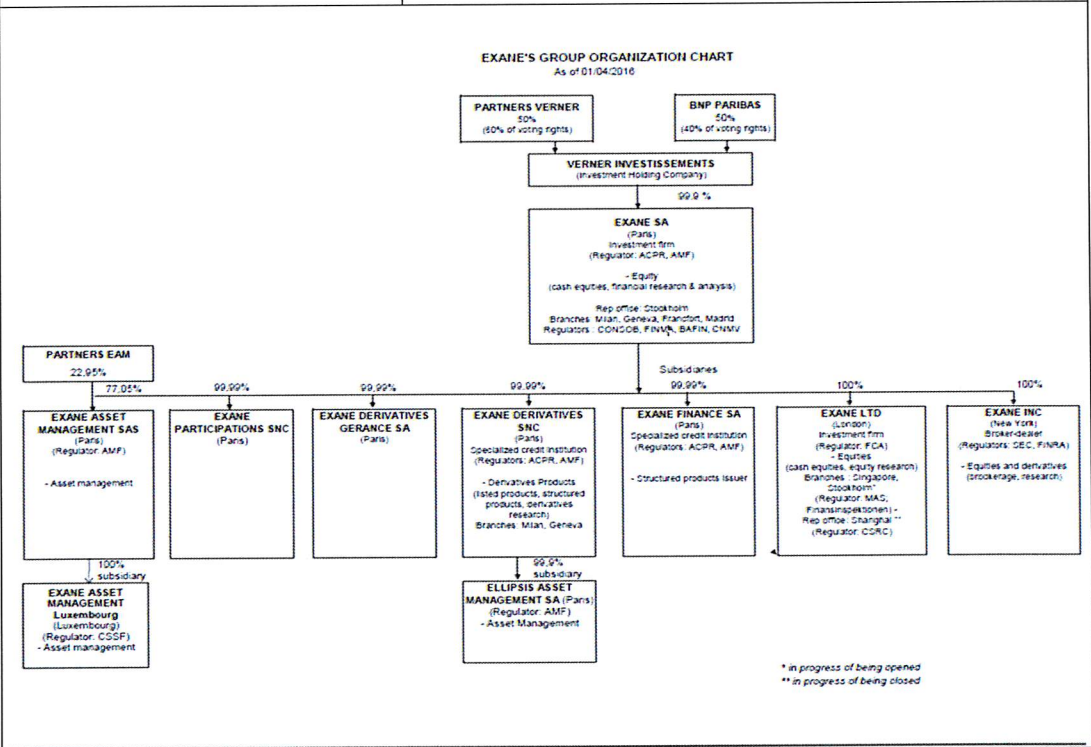 EXANE'S GROUP ORGANIZATION CHART
As of 01/04/2016
PARTNERS VERNER
50%
(60% of voting rights)
BNP PARIBAS
50%
(40% of voting rights)
VERNER INVESTISSEMENTS
(Investment Holding Company)
99.9 %
EXANE SA
(Paris)
Investment firm
(Regulator: ACPR, AMF)
- Equity
(cash equities, financial research & analysis)
Rep office: Stockholm
Branches: Milan, Geneva, Francfort, Madrid
Regulators : CONSOB, FINMA, BAFIN, CNMV
PARTNERS EAM
22,95%
Subsidiaries
77,05%
99,99%
99,99%
99,99%
99,99%
100%
100%
EXANE ASSET
MANAGEMENT SAS
(Paris)
(Regulator: AMF)
- Asset management
EXANE
PARTICIPATIONS SNC
(Paris)
EXANE DERIVATIVES
GERANCE SA
(Paris)
EXANE DERIVATIVES
SNC
(Paris)
Specialized credit institution
(Regulators: ACPR, AMF)
- Derivatives Products
(listed products, structured
products, derivatives
research)
Branches: Milan, Geneva
EXANE FINANCE SA
(Paris)
Specialized credit institution
(Regulators: ACPR, AMF)
- Structured products Issuer
EXANE LTD
(London)
Investment firm
(Regulator: FCA)
- Equities
(cash equities, equity research)
Branches : Singapore,
Stockholm*
(Regulator: MAS,
Finansinspektionen) -
Rep office: Shanghai **
(Regulator: CSRC)
EXANE INC
(New York)
Broker-dealer
(Regulators: SEC, FINRA)
- Equities and derivatives
(brokerage, research)
100%
subsidiary
99,9%
subsidiary
EXANE ASSET
MANAGEMENT
Luxembourg
(Luxembourg)
(Regulator: CSSF)
- Asset management
ELLIPSIS ASSET
MANAGEMENT SA (Paris)
(Regulator: AMF)
- Asset Management
* in progress of being opened
** in progress of being closed